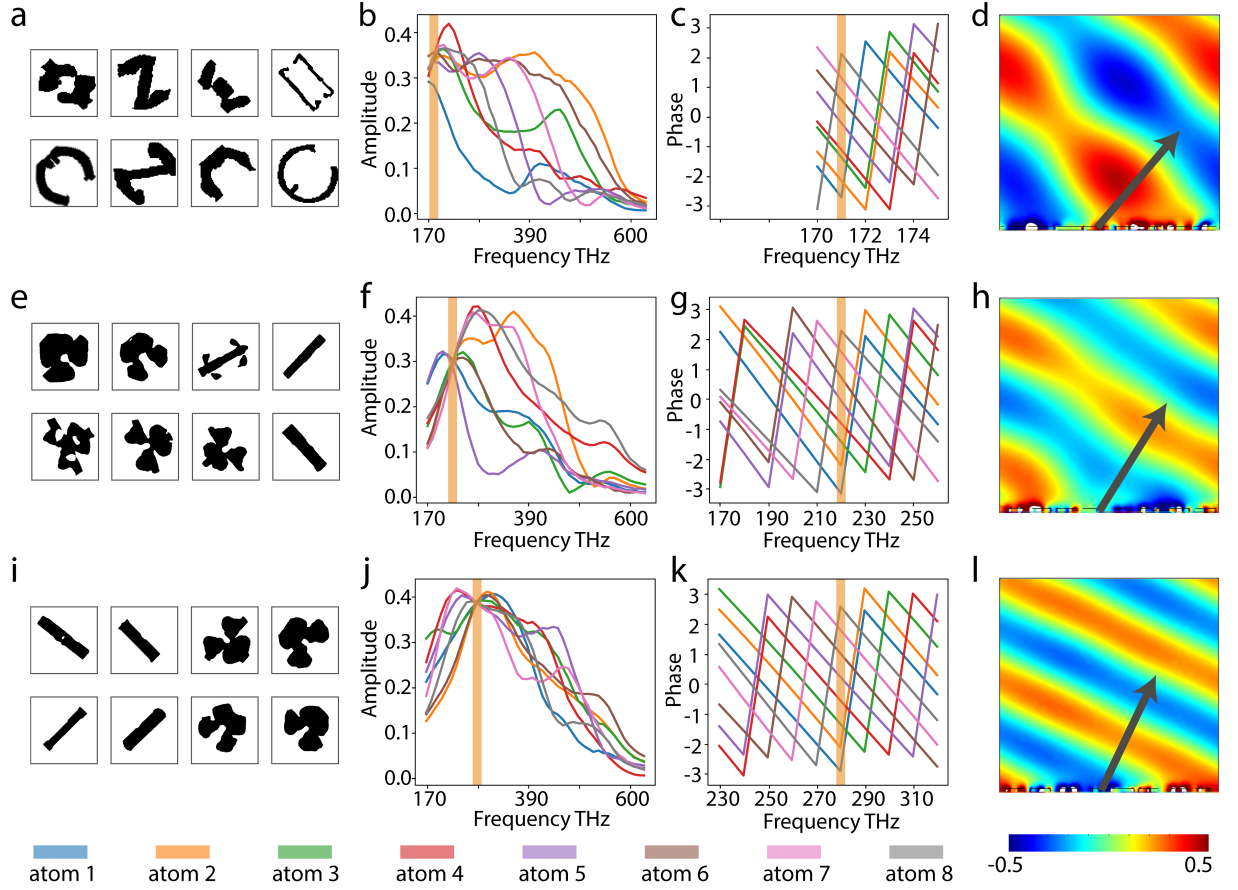 a
b
0.4
0.3
0.2
0.1
0.0
Amplitude
170
390
600
Frequency THz
c
3
2
1
0
-1
-2
-3
Phase
170
172
174
Frequency THz
d
e
f
0.4
0.3
0.2
0.1
0.0
Amplitude
170
390
600
Frequency THz
g
3
2
1
0
-1
-2
-3
Phase
170
190
210
230
250
Frequency THz
h
i
j
0.4
0.3
0.2
0.1
0.0
Amplitude
170
390
600
Frequency THz
k
3
2
1
0
-1
-2
-3
Phase
230
250
270
290
310
Frequency THz
l
atom 1
atom 2
atom 3
atom 4
atom 5
atom 6
atom 7
atom 8
-0.5
0.5